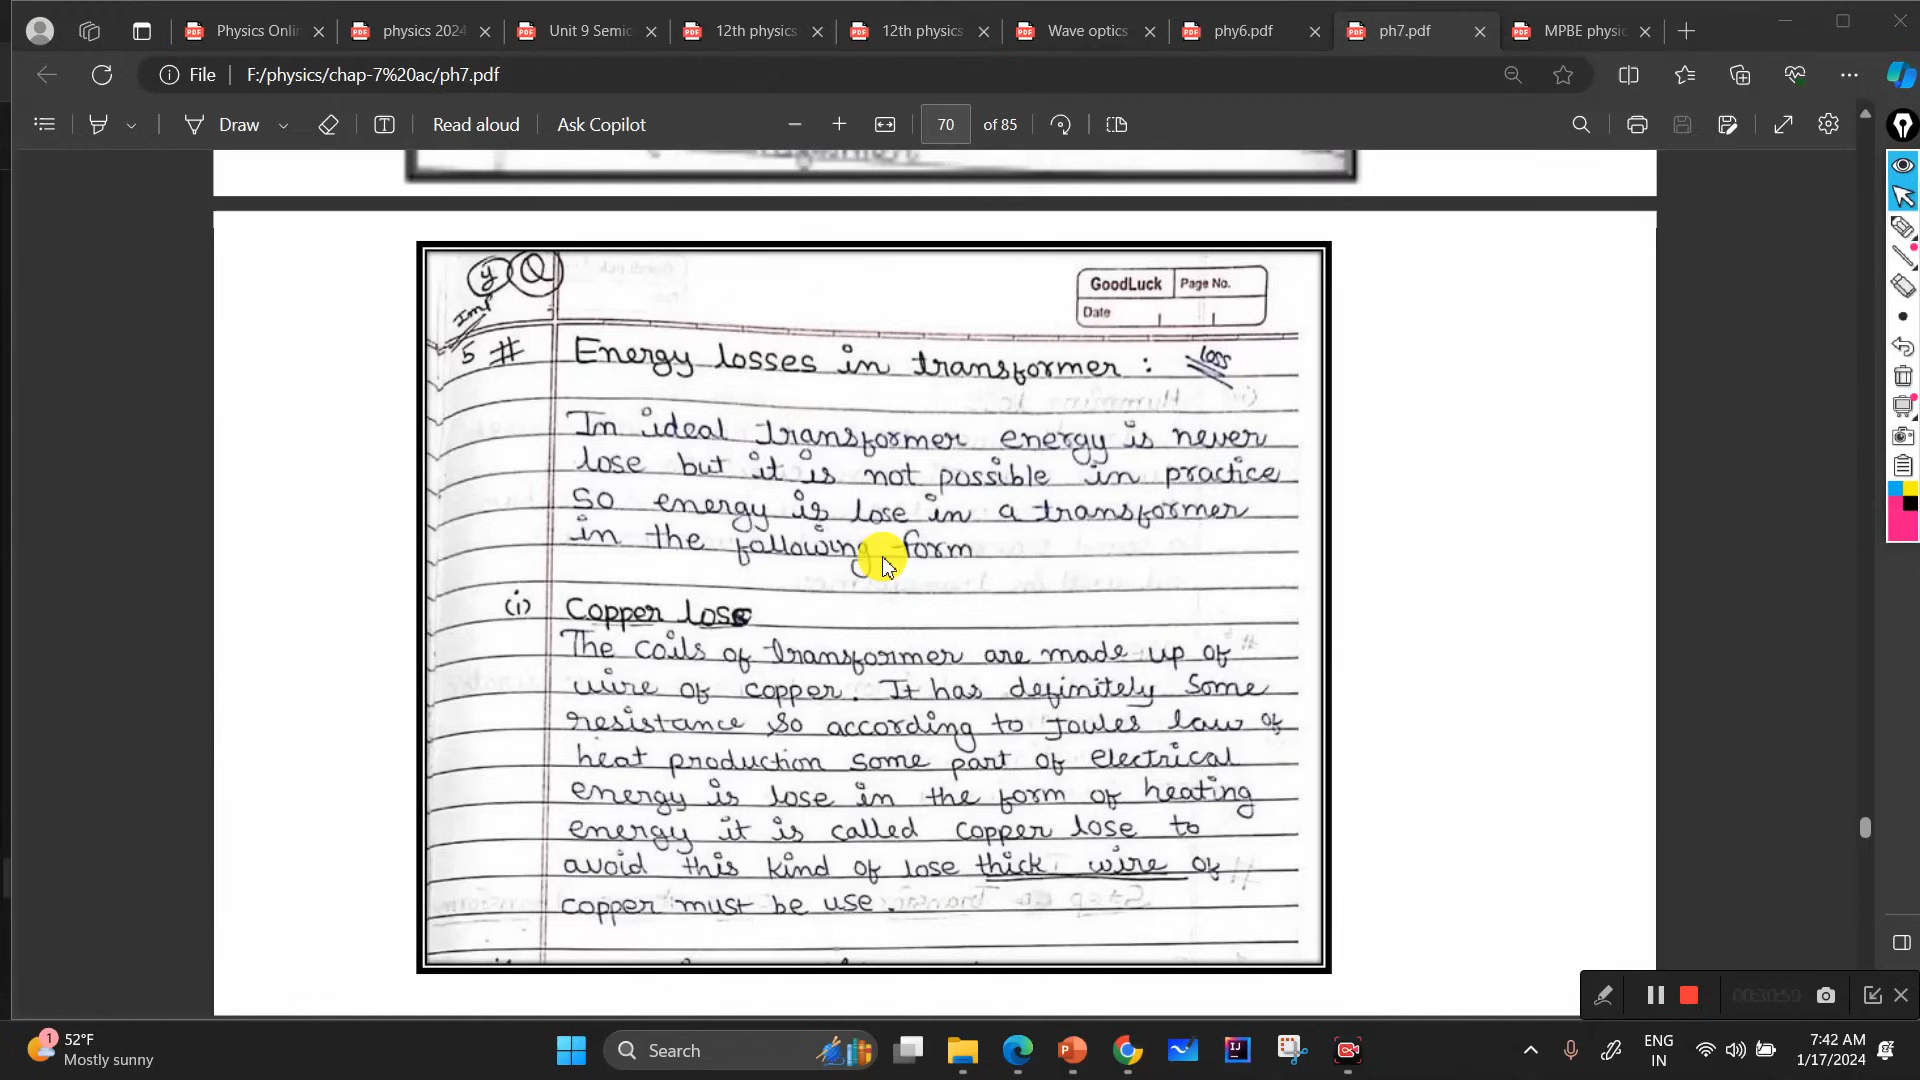 Physics Onlin
physics 2024
Unit 9 Semic
12th physics
12th physics
Wave optics
phy6.pdf
ph7.pdf
MPBE physic
File
F:/physics/chap-7%20ac/ph7.pdf
Draw
Read aloud
Ask Copilot
70
of 85
y Q
Imp
GoodLuck
Page No.
Date
5 # Energy losses in transformer : loss
In ideal transformer energy is never
lose but it is not possible in practice
so energy is lose in a transformer
in the following form
(i) Copper loss
The coils of transformer are made up of
wire of copper. It has definitely some
resistance so according to Joules law of
heat production some part of electrical
energy is lose in the form of heating
energy it is called copper lose to
avoid this kind of lose thick wire of
copper must be use.
00:30:59
1
52°F
Mostly sunny
Search
ENG
IN
7:42 AM
1/17/2024